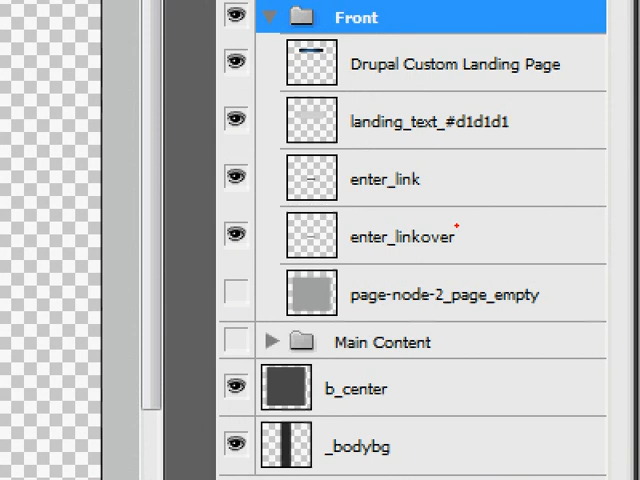 Front
Drupal Custom Landing Page
landing_text_#d1d1d1
enter_link
enter_linkover
page-node-2_page_empty
Main Content
b_center
_bodybg